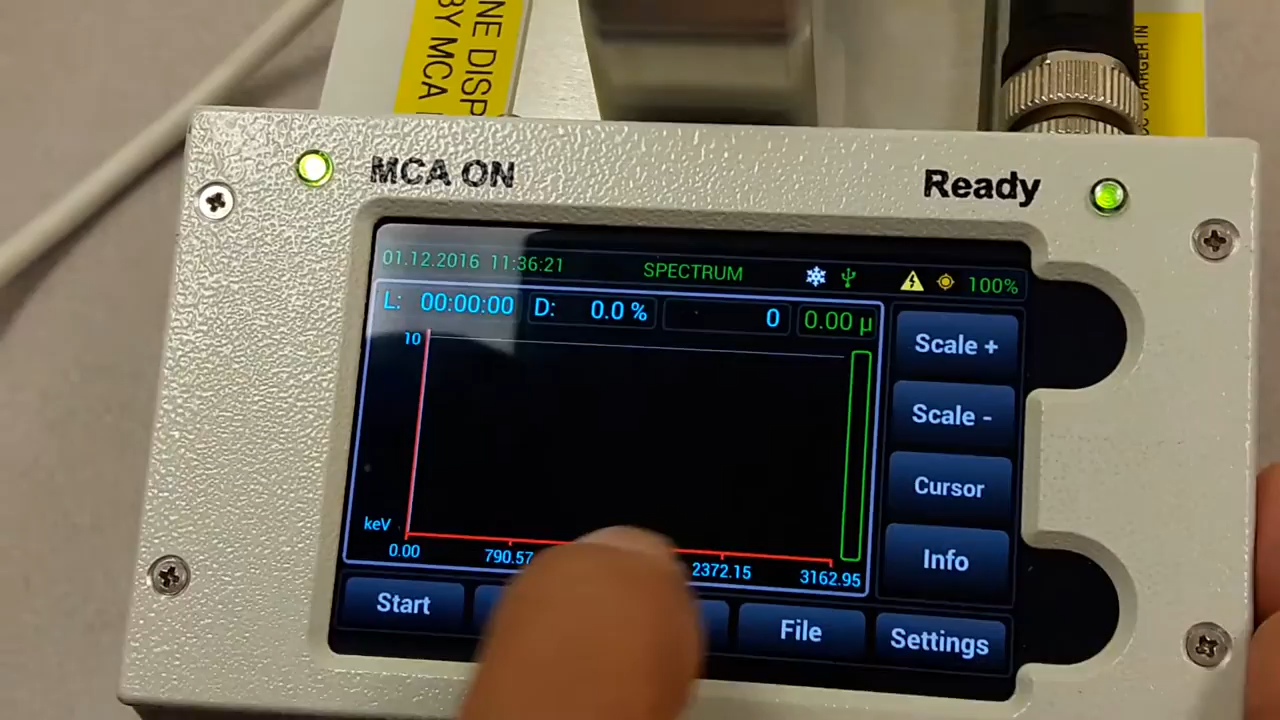 NE DISP
BY MCA
C CHARGER IN
MCA ON
Ready
01.12.2016 11:36:21 SPECTRUM 100%
L: 00:00:00 D: 0.0 % 0 0.00 µ
Scale +
10
Scale -
Cursor
keV
Info
0.00 790.57 2372.15 3162.95
Start File Settings